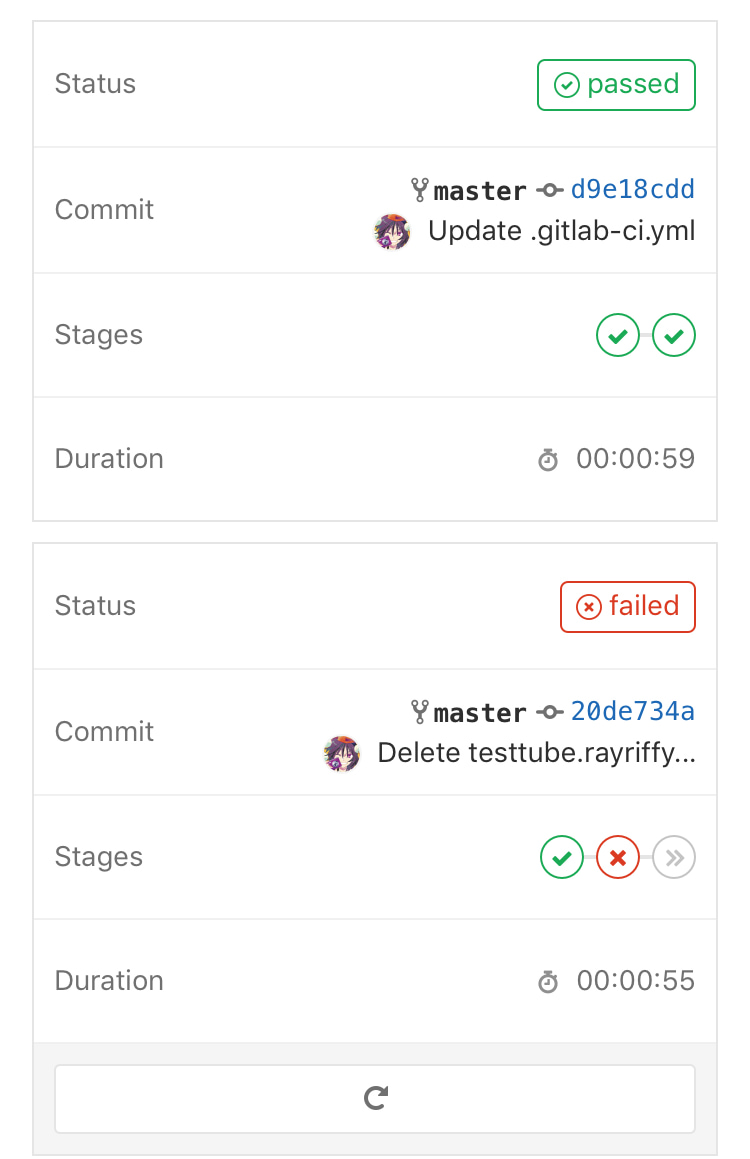 Status passed
Commit master d9e18cdd
Update .gitlab-ci.yml
Stages
Duration 00:00:59
Status failed
Commit master 20de734a
Delete testtube.rayriffy...
Stages
Duration 00:00:55